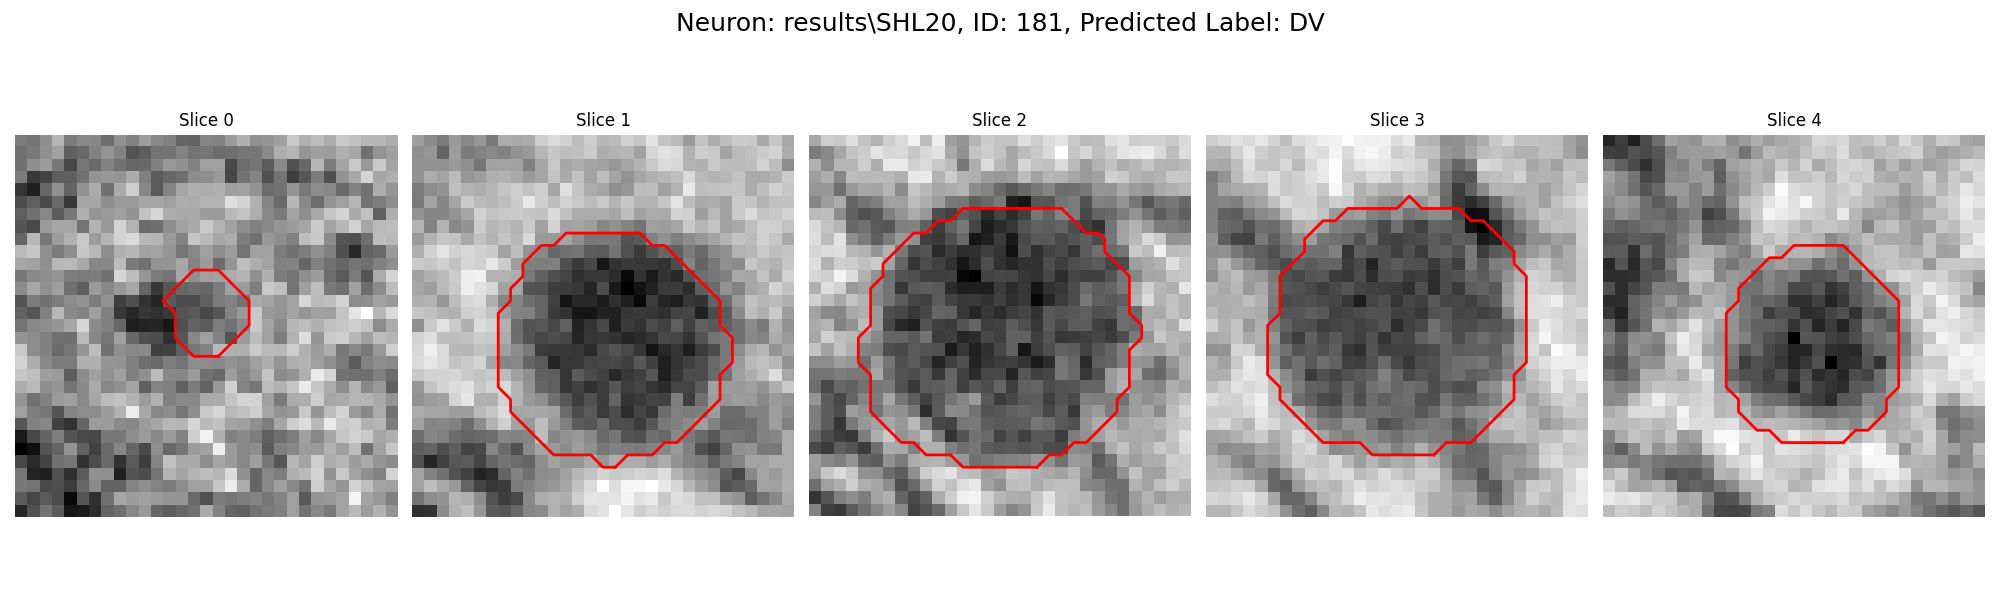 Neuron: results\SHL20, ID: 181, Predicted Label: DV
Slice 0
Slice 1
Slice 2
Slice 3
Slice 4